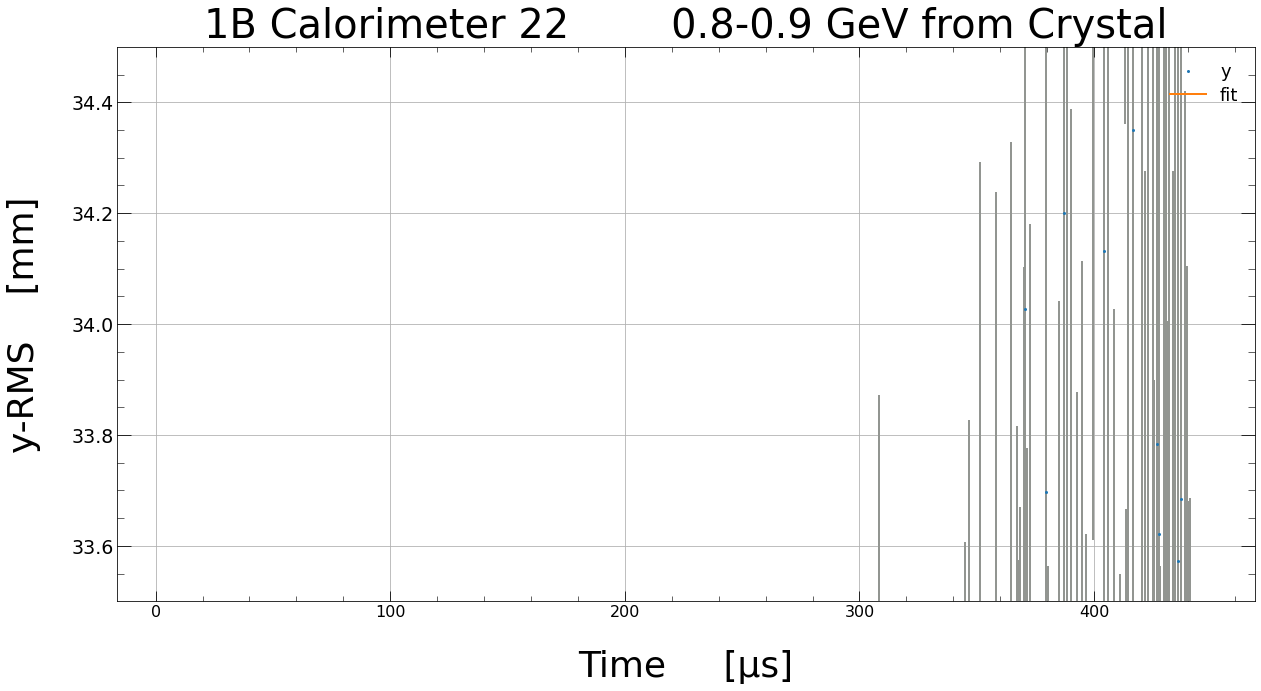 1B Calorimeter 22 0.8-0.9 GeV from Crystal
y
fit
34.4
34.2
34.0
33.8
33.6
y-RMS [mm]
0 100 200 300 400
Time [μs]